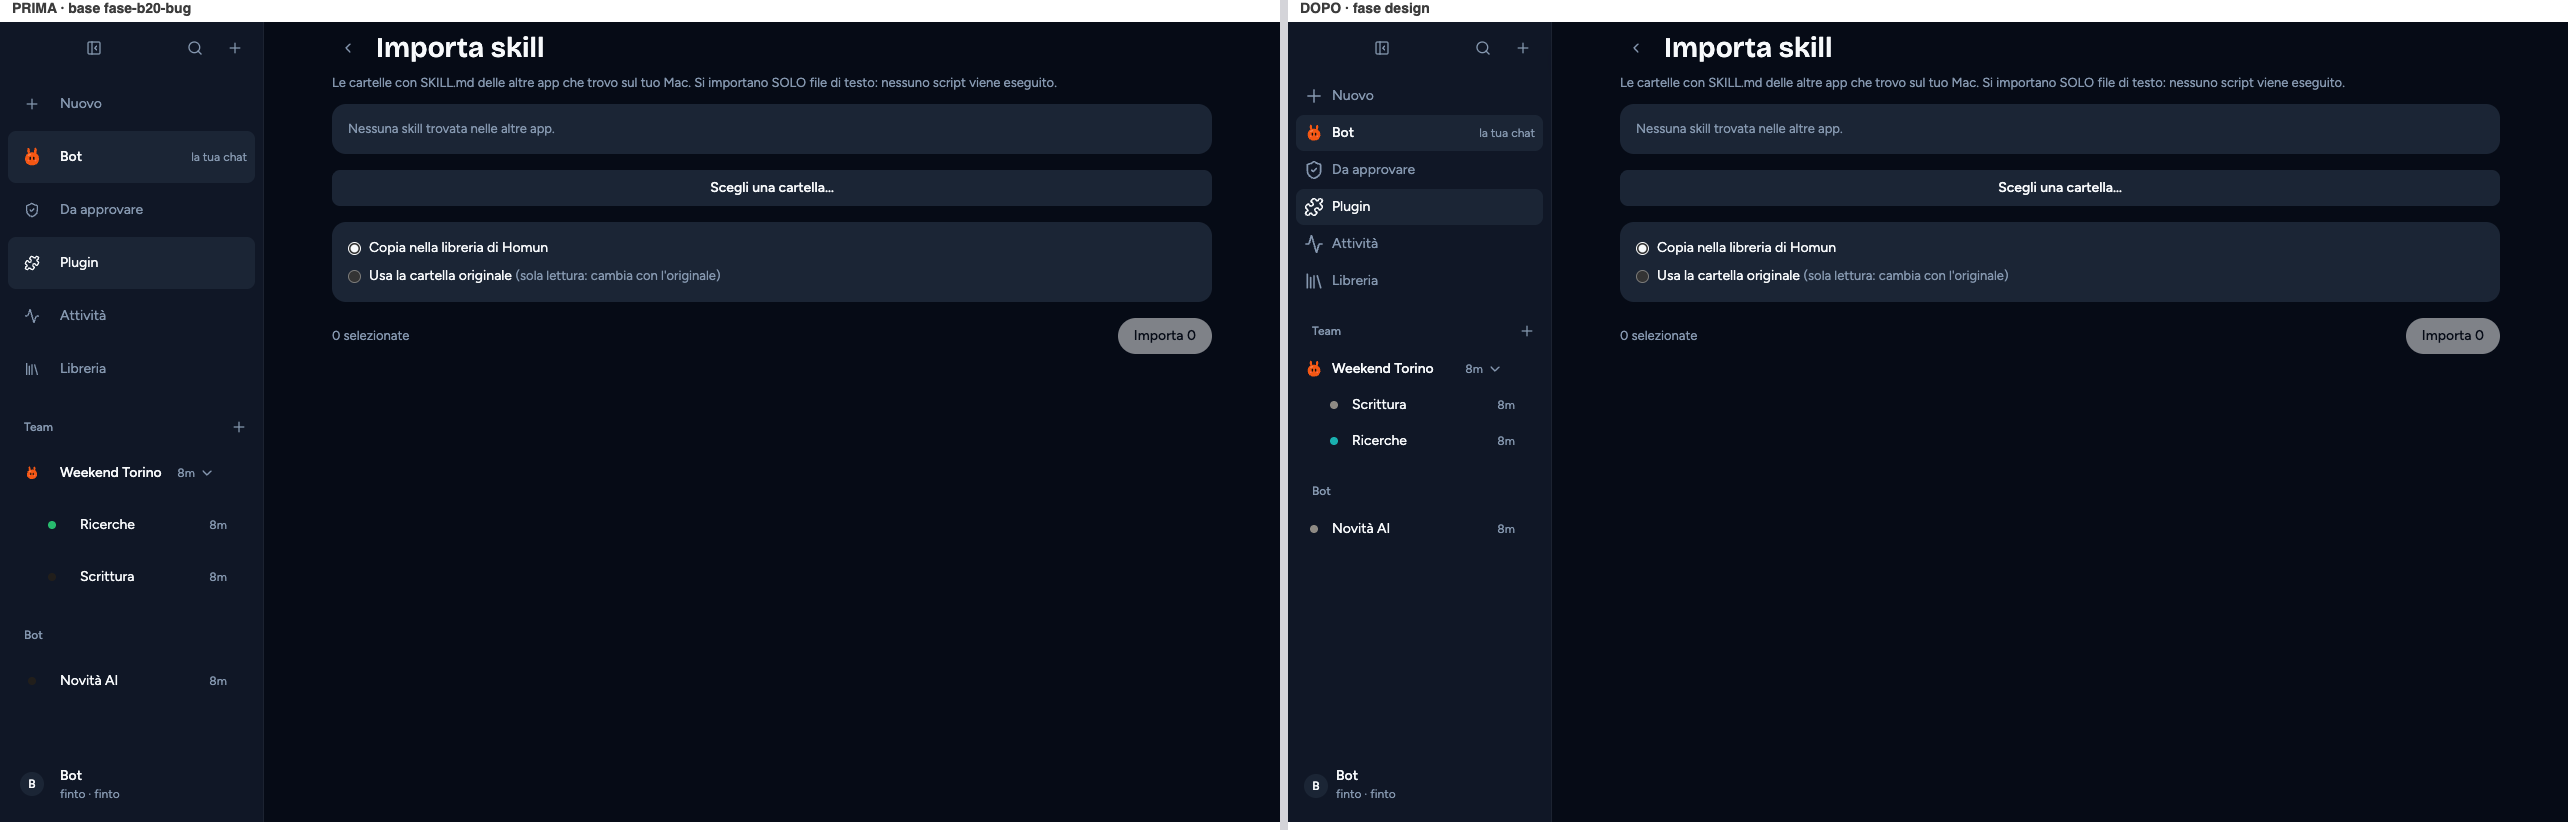 PRIMA · base fase-b20-bug
Importa skill
Le cartelle con SKILL.md delle altre app che trovo sul tuo Mac. Si importano SOLO file di testo: nessuno script viene eseguito.
Nuovo
Nessuna skill trovata nelle altre app.
Bot la tua chat
Scegli una cartella...
Da approvare
Copia nella libreria di Homun
Plugin
Usa la cartella originale (sola lettura: cambia con l'originale)
Attività
0 selezionate Importa 0
Libreria
Team
Weekend Torino 8m
Ricerche 8m
Scrittura 8m
Bot
Novità AI 8m
B
Bot
finto · finto
DOPO · fase design
Importa skill
Le cartelle con SKILL.md delle altre app che trovo sul tuo Mac. Si importano SOLO file di testo: nessuno script viene eseguito.
Nuovo
Nessuna skill trovata nelle altre app.
Bot la tua chat
Da approvare
Scegli una cartella...
Plugin
Attività
Copia nella libreria di Homun
Libreria
Usa la cartella originale (sola lettura: cambia con l'originale)
Team
0 selezionate Importa 0
Weekend Torino 8m
Scrittura 8m
Ricerche 8m
Bot
Novità AI 8m
B
Bot
finto · finto